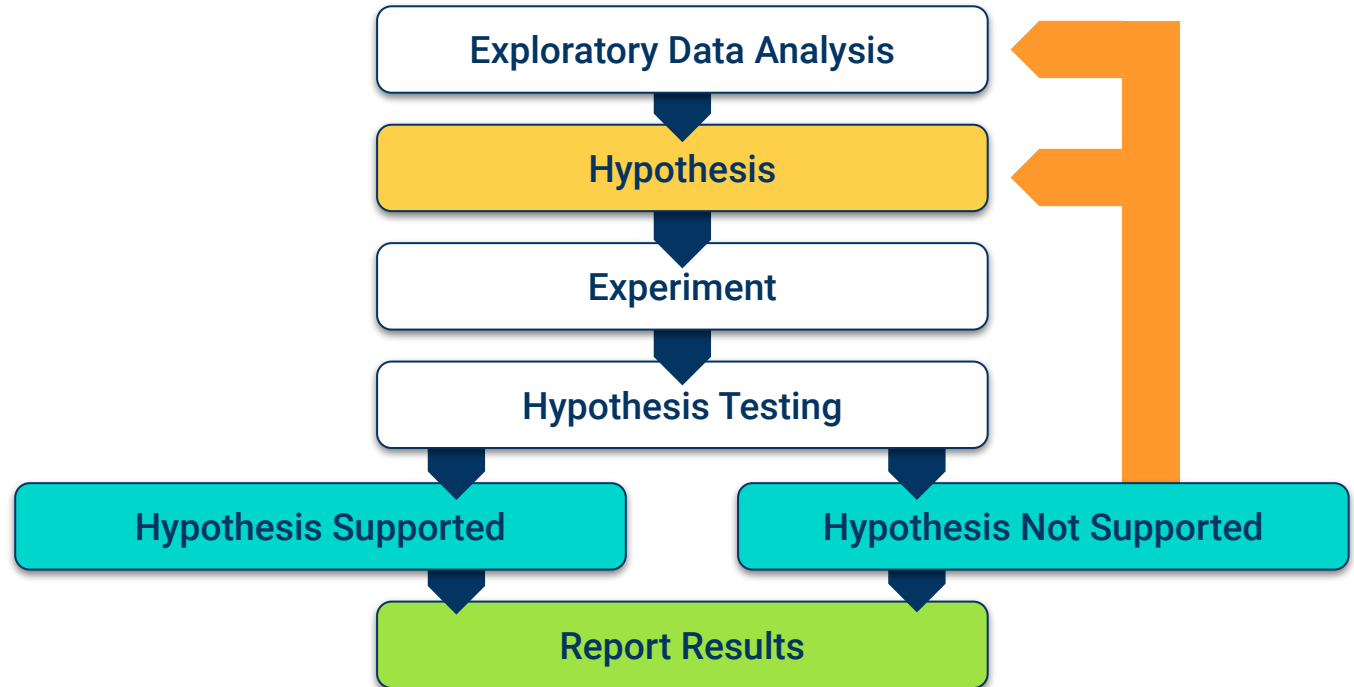 Exploratory Data Analysis
Hypothesis
Experiment
Hypothesis Testing
Hypothesis Supported
Hypothesis Not Supported
Report Results